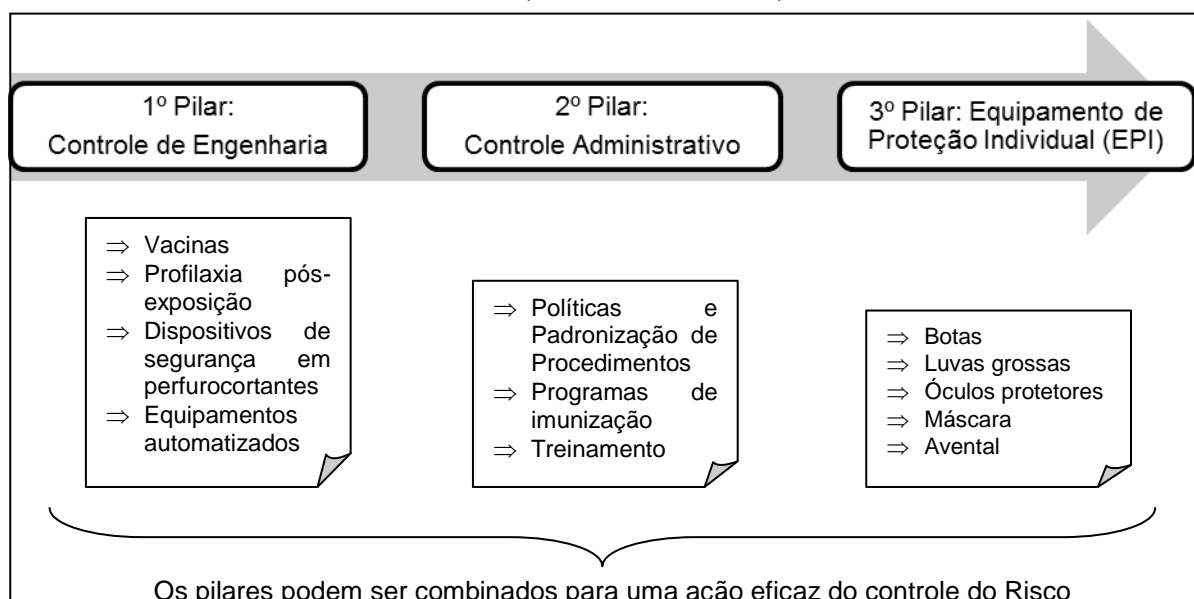 1º Pilar:
Controle de Engenharia
2º Pilar:
Controle Administrativo
3º Pilar: Equipamento de
Proteção Individual (EPI)
⇒ Vacinas
⇒ Profilaxia pós-
exposição
⇒ Dispositivos de
segurança em
perfurocortantes
⇒ Equipamentos
automatizados
⇒ Políticas e
Padronização de
Procedimentos
⇒ Programas de
imunização
⇒ Treinamento
⇒ Botas
⇒ Luvas grossas
⇒ Óculos protetores
⇒ Máscara
⇒ Avental
Os pilares podem ser combinados para uma ação eficaz do controle do Risco